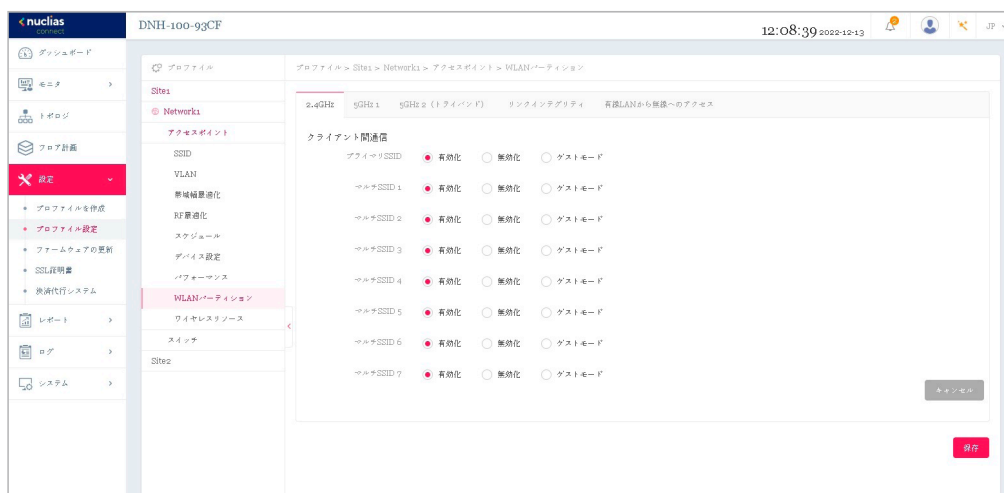 nuclias
connect
DNH-100-93CF
12:08:39 2022-12-13
JP
ダッシュボード
モニタ
トポロジ
フロア計画
設定
プロファイルを作成
プロファイル設定
ファームウェアの更新
SSL証明書
決済代行システム
レポート
ログ
システム
プロファイル
Site1
Network1
アクセスポイント
SSID
VLAN
帯域幅最適化
RF最適化
スケジュール
デバイス設定
パフォーマンス
WLANパーティション
ワイヤレスリソース
スイッチ
Site2
プロファイル > Site1 > Network1 > アクセスポイント > WLANパーティション
2.4GHz 5GHz 1 5GHz 2（トライバンド） リンクインテグリティ 有線LANから無線へのアクセス
クライアント間通信
プライマリSSID 有効化 無効化 ゲストモード
マルチSSID 1 有効化 無効化 ゲストモード
マルチSSID 2 有効化 無効化 ゲストモード
マルチSSID 3 有効化 無効化 ゲストモード
マルチSSID 4 有効化 無効化 ゲストモード
マルチSSID 5 有効化 無効化 ゲストモード
マルチSSID 6 有効化 無効化 ゲストモード
マルチSSID 7 有効化 無効化 ゲストモード
キャンセル
保存